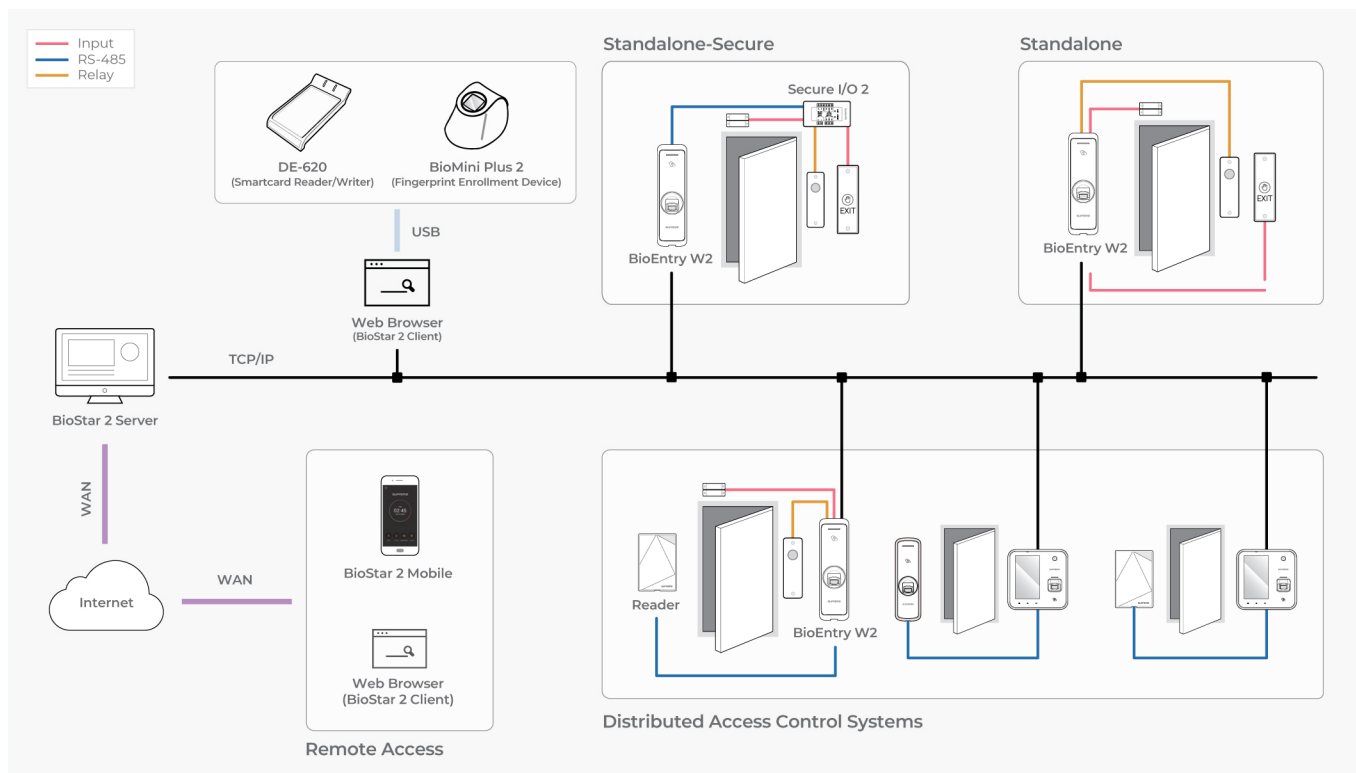 Input
RS-485
Relay
DE-620
(Smartcard Reader/Writer)
BioMini Plus 2
(Fingerprint Enrollment Device)
USB
Web Browser
(BioStar 2 Client)
TCP/IP
BioStar 2 Server
WAN
Internet
WAN
BioStar 2 Mobile
02:45
Web Browser
(BioStar 2 Client)
Remote Access
Standalone-Secure
Secure I/O 2
EXIT
BioEntry W2
Standalone
EXIT
BioEntry W2
Reader
BioEntry W2
Distributed Access Control Systems